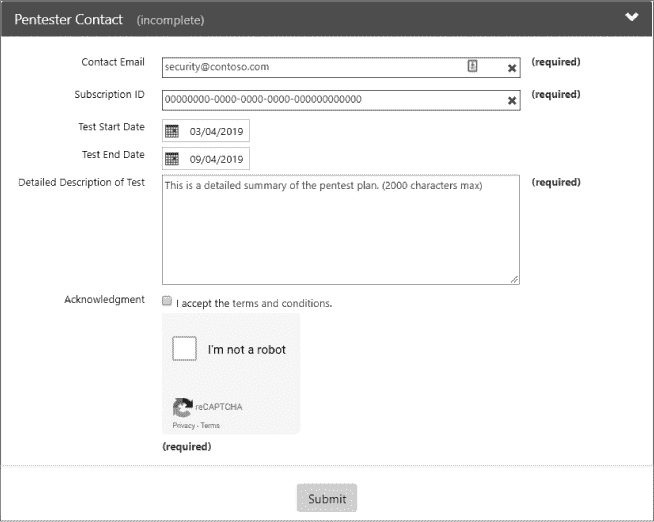 Pentester Contact (incomplete)
Contact Email security@contoso.com (required)
Subscription ID 00000000-0000-0000-0000-000000000000 (required)
Test Start Date 03/04/2019
Test End Date 09/04/2019
Detailed Description of Test This is a detailed summary of the pentest plan. (2000 characters max) (required)
Acknowledgment I accept the terms and conditions.
I'm not a robot
reCAPTCHA
Privacy - Terms
(required)
Submit